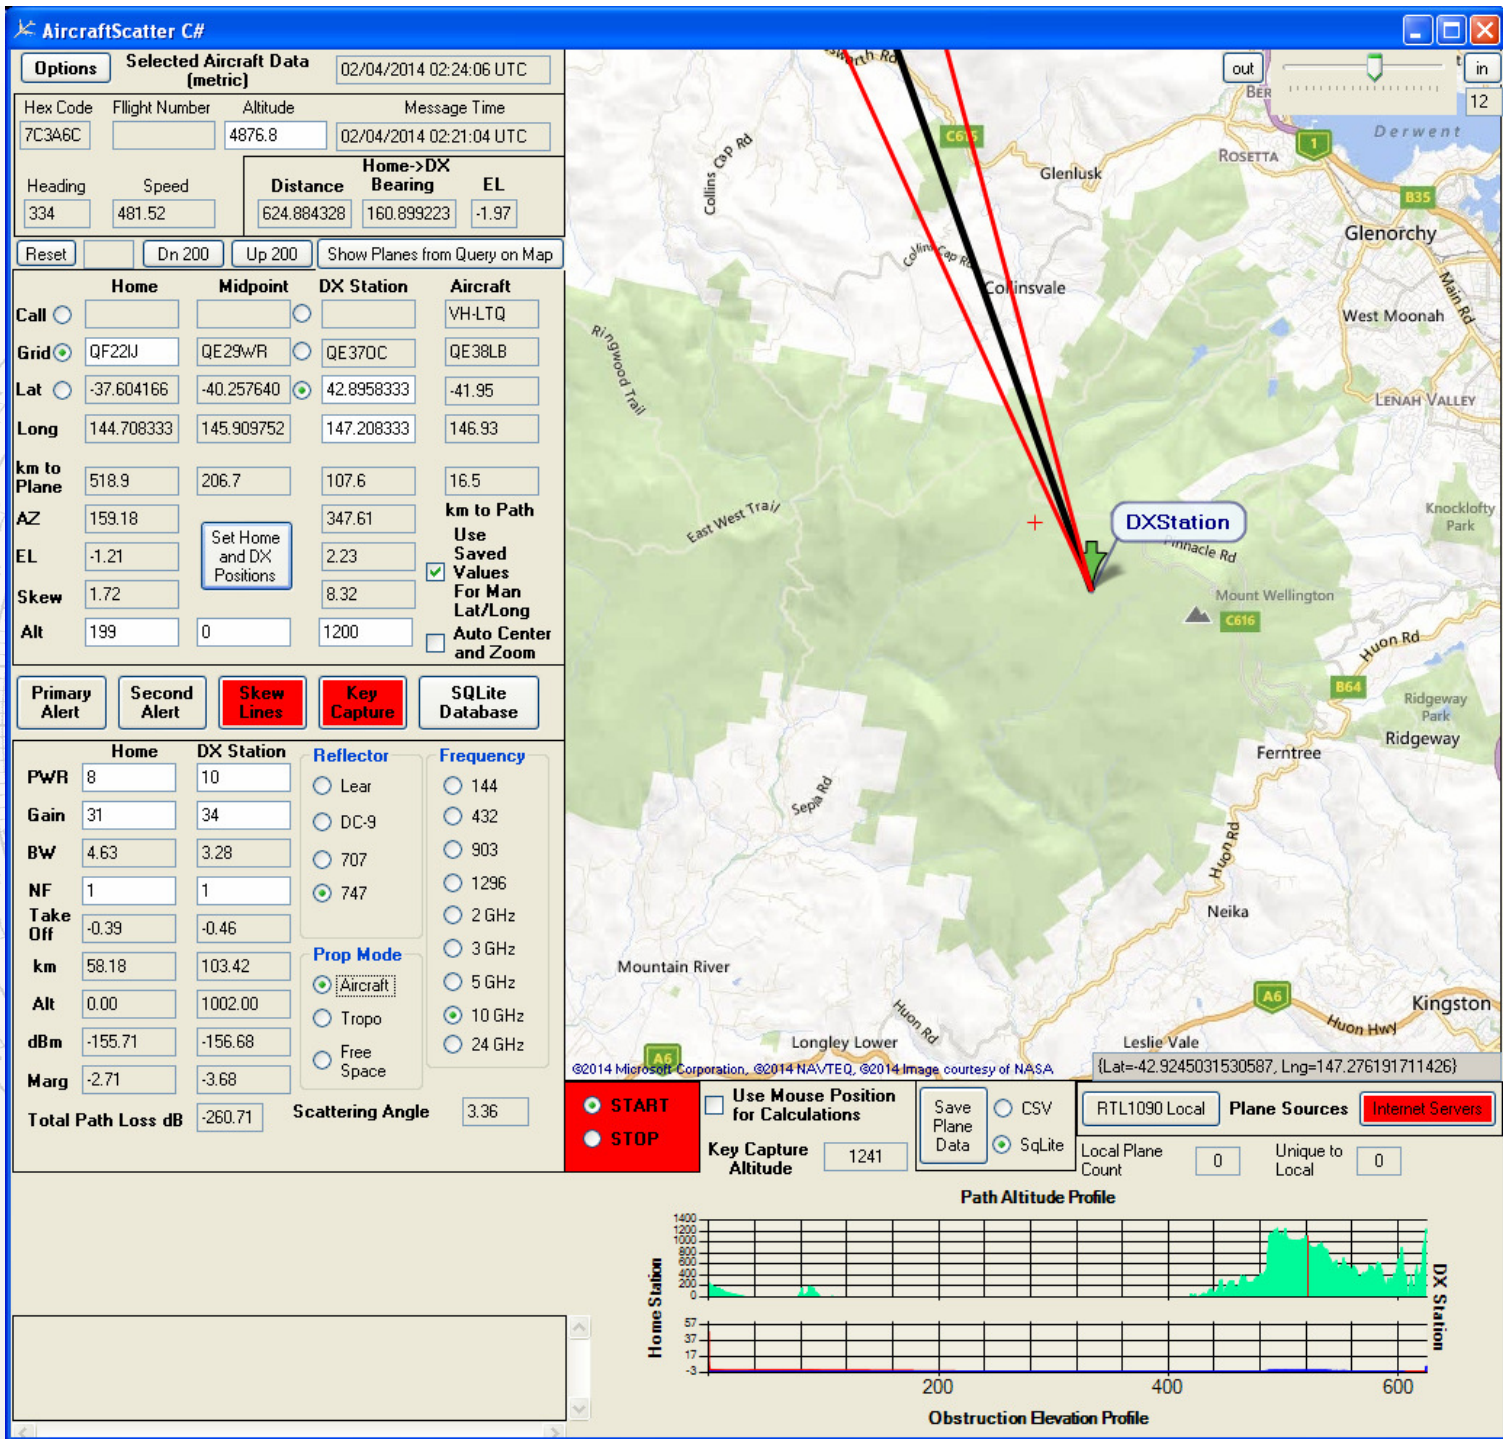 AircraftScatter C#
Options
Selected Aircraft Data
(metric)
02/04/2014 02:24:06 UTC
Hex Code Fllight Number Altitude Message Time
7C3A6C 4876.8 02/04/2014 02:21:04 UTC
Home->DX
Heading Speed Distance Bearing EL
334 481.52 624.884328 160.899223 -1.97
Reset Dn 200 Up 200 Show Planes from Query on Map
Home Midpoint DX Station Aircraft
Call VH-LTQ
Grid QF22IJ QE29WR QE37OC QE38LB
Lat -37.604166 -40.257640 42.8958333 -41.95
Long 144.708333 145.909752 147.208333 146.93
km to
Plane 518.9 206.7 107.6 16.5
km to Path
AZ 159.18 347.61
Set Home
and DX
Positions
EL -1.21 2.23
Skew 1.72 8.32
Use
Saved
Values
For Man
Lat/Long
Alt 199 0 1200
Auto Center
and Zoom
Primary
Alert
Second
Alert
Skew
Lines
Key
Capture
SQLite
Database
Home DX Station
PWR 8 10
Gain 31 34
BW 4.63 3.28
NF 1 1
Take
Off -0.39 -0.46
km 58.18 103.42
Alt 0.00 1002.00
dBm -155.71 -156.68
Marg -2.71 -3.68
Total Path Loss dB -260.71
Scattering Angle 3.36
Reflector
Lear
DC-9
707
747
Prop Mode
Aircraft
Tropo
Free
Space
Frequency
144
432
903
1296
2 GHz
3 GHz
5 GHz
10 GHz
24 GHz
out in
12
Derwent
1
ROSETTA
B35
Glenorchy
Main Rd
West Moonah
LENAH VALLEY
C615
Collins Cap Rd
Glenlusk
Collins Cap Rd
Collinsvale
Ringwood Trail
East West Trail
DXStation
Pinnacle Rd
Knocklofty
Park
Mount Wellington
C616
Huon Rd
B64
Ridgeway
Park
Ridgeway
Ferntree
Sepia Rd
Huon Rd
Neika
Mountain River
Huon Rd
A6
Kingston
Huon Hwy
Longley Lower
Leslie Vale
A6
©2014 Microsoft Corporation, ©2014 NAVTEQ, ©2014 Image courtesy of NASA
{Lat=-42.9245031530587, Lng=147.276191711426}
START
STOP
Use Mouse Position
for Calculations
Key Capture
Altitude
1241
Save
Plane
Data
CSV
SqLite
RTL1090 Local Plane Sources Internet Servers
Local Plane
Count
0
Unique to
Local
0
Path Altitude Profile
1400
1200
1000
800
600
400
200
0
Home Station
DX Station
57
37
17
-3
200 400 600
Obstruction Elevation Profile